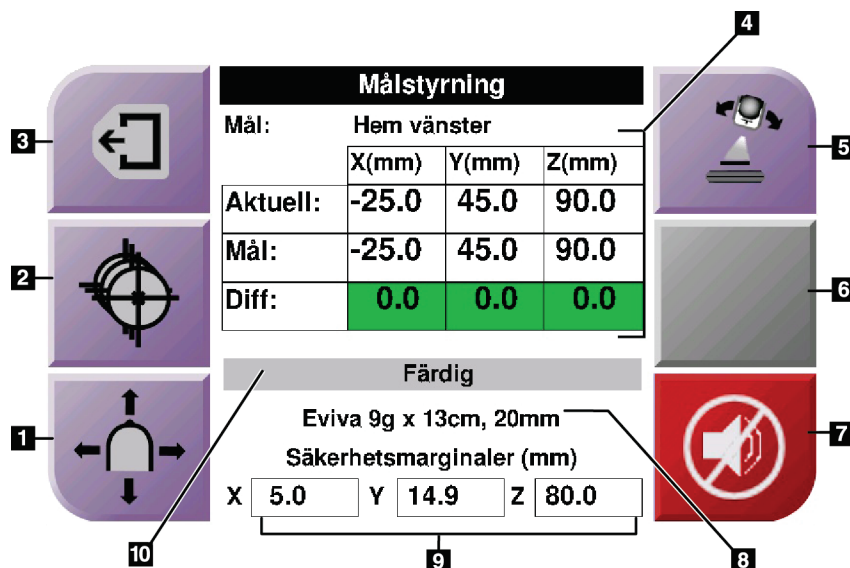 4
Målstyrning
3
Mål: Hem vänster
5
X(mm) Y(mm) Z(mm)
Aktuell: -25.0 45.0 90.0
2
Mål: -25.0 45.0 90.0
6
Diff: 0.0 0.0 0.0
Färdig
1
Eviva 9g x 13cm, 20mm
7
Säkerhetsmarginaler (mm)
X 5.0 Y 14.9 Z 80.0
10
9
8